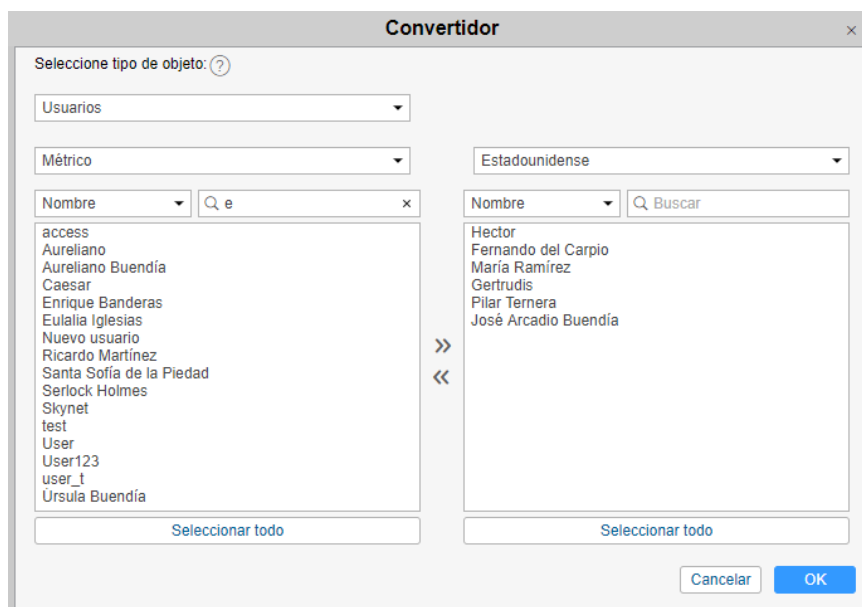 Convertidor
Seleccione tipo de objeto: ?
Usuarios
Métrico
Estadounidense
Nombre
e
Nombre
Buscar
access
Aureliano
Aureliano Buendía
Caesar
Enrique Banderas
Eulalia Iglesias
Nuevo usuario
Ricardo Martínez
Santa Sofía de la Piedad
Serlock Holmes
Skynet
test
User
User123
user_t
Úrsula Buendía
Hector
Fernando del Carpio
María Ramírez
Gertrudis
Pilar Ternera
José Arcadio Buendía
Seleccionar todo
Seleccionar todo
Cancelar
OK